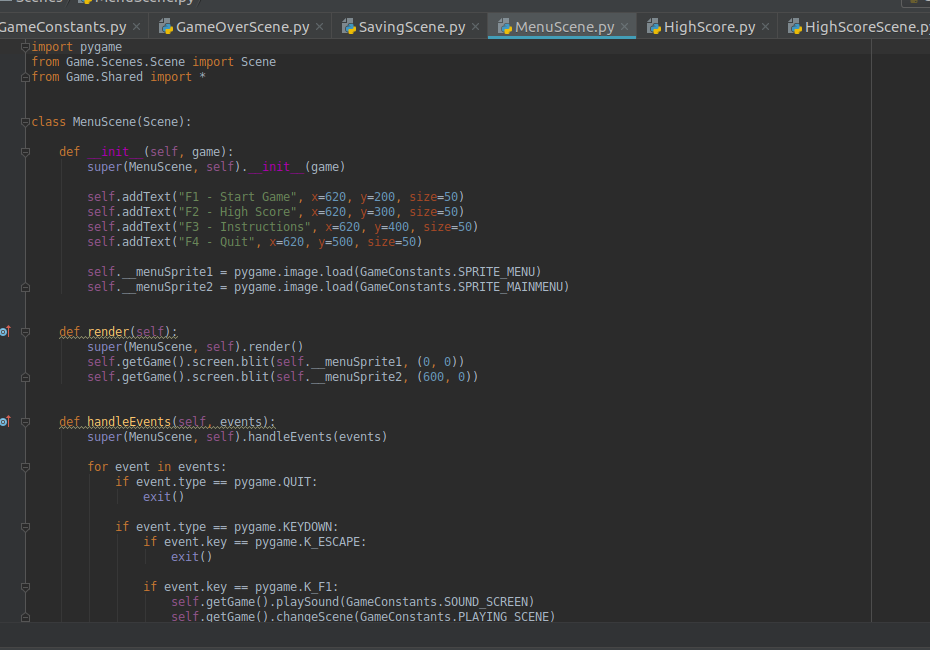 Scenes MenuScene.py
GameConstants.py GameOverScene.py SavingScene.py MenuScene.py HighScore.py HighScoreScene.py
import pygame
from Game.Scenes.Scene import Scene
from Game.Shared import *
class MenuScene(Scene):
def __init__(self, game):
super(MenuScene, self).__init__(game)
self.addText("F1 - Start Game", x=620, y=200, size=50)
self.addText("F2 - High Score", x=620, y=300, size=50)
self.addText("F3 - Instructions", x=620, y=400, size=50)
self.addText("F4 - Quit", x=620, y=500, size=50)
self.__menuSprite1 = pygame.image.load(GameConstants.SPRITE_MENU)
self.__menuSprite2 = pygame.image.load(GameConstants.SPRITE_MAINMENU)
def render(self):
super(MenuScene, self).render()
self.getGame().screen.blit(self.__menuSprite1, (0, 0))
self.getGame().screen.blit(self.__menuSprite2, (600, 0))
def handleEvents(self, events):
super(MenuScene, self).handleEvents(events)
for event in events:
if event.type == pygame.QUIT:
exit()
if event.type == pygame.KEYDOWN:
if event.key == pygame.K_ESCAPE:
exit()
if event.key == pygame.K_F1:
self.getGame().playSound(GameConstants.SOUND_SCREEN)
self.getGame().changeScene(GameConstants.PLAYING_SCENE)